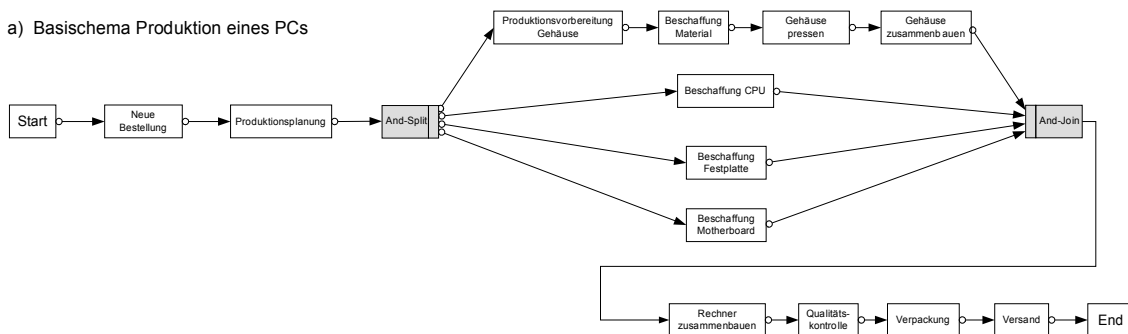 a) Basischema Produktion eines PCs
Produktionsvorbereitung
Gehäuse
Beschaffung
Material
Gehäuse
pressen
Gehäuse
zusammenbauen
Start
Neue
Bestellung
Produktionsplanung
And-Split
Beschaffung CPU
And-Join
Beschaffung
Festplatte
Beschaffung
Motherboard
Rechner
zusammenbauen
Qualitäts-
kontrolle
Verpackung
Versand
End